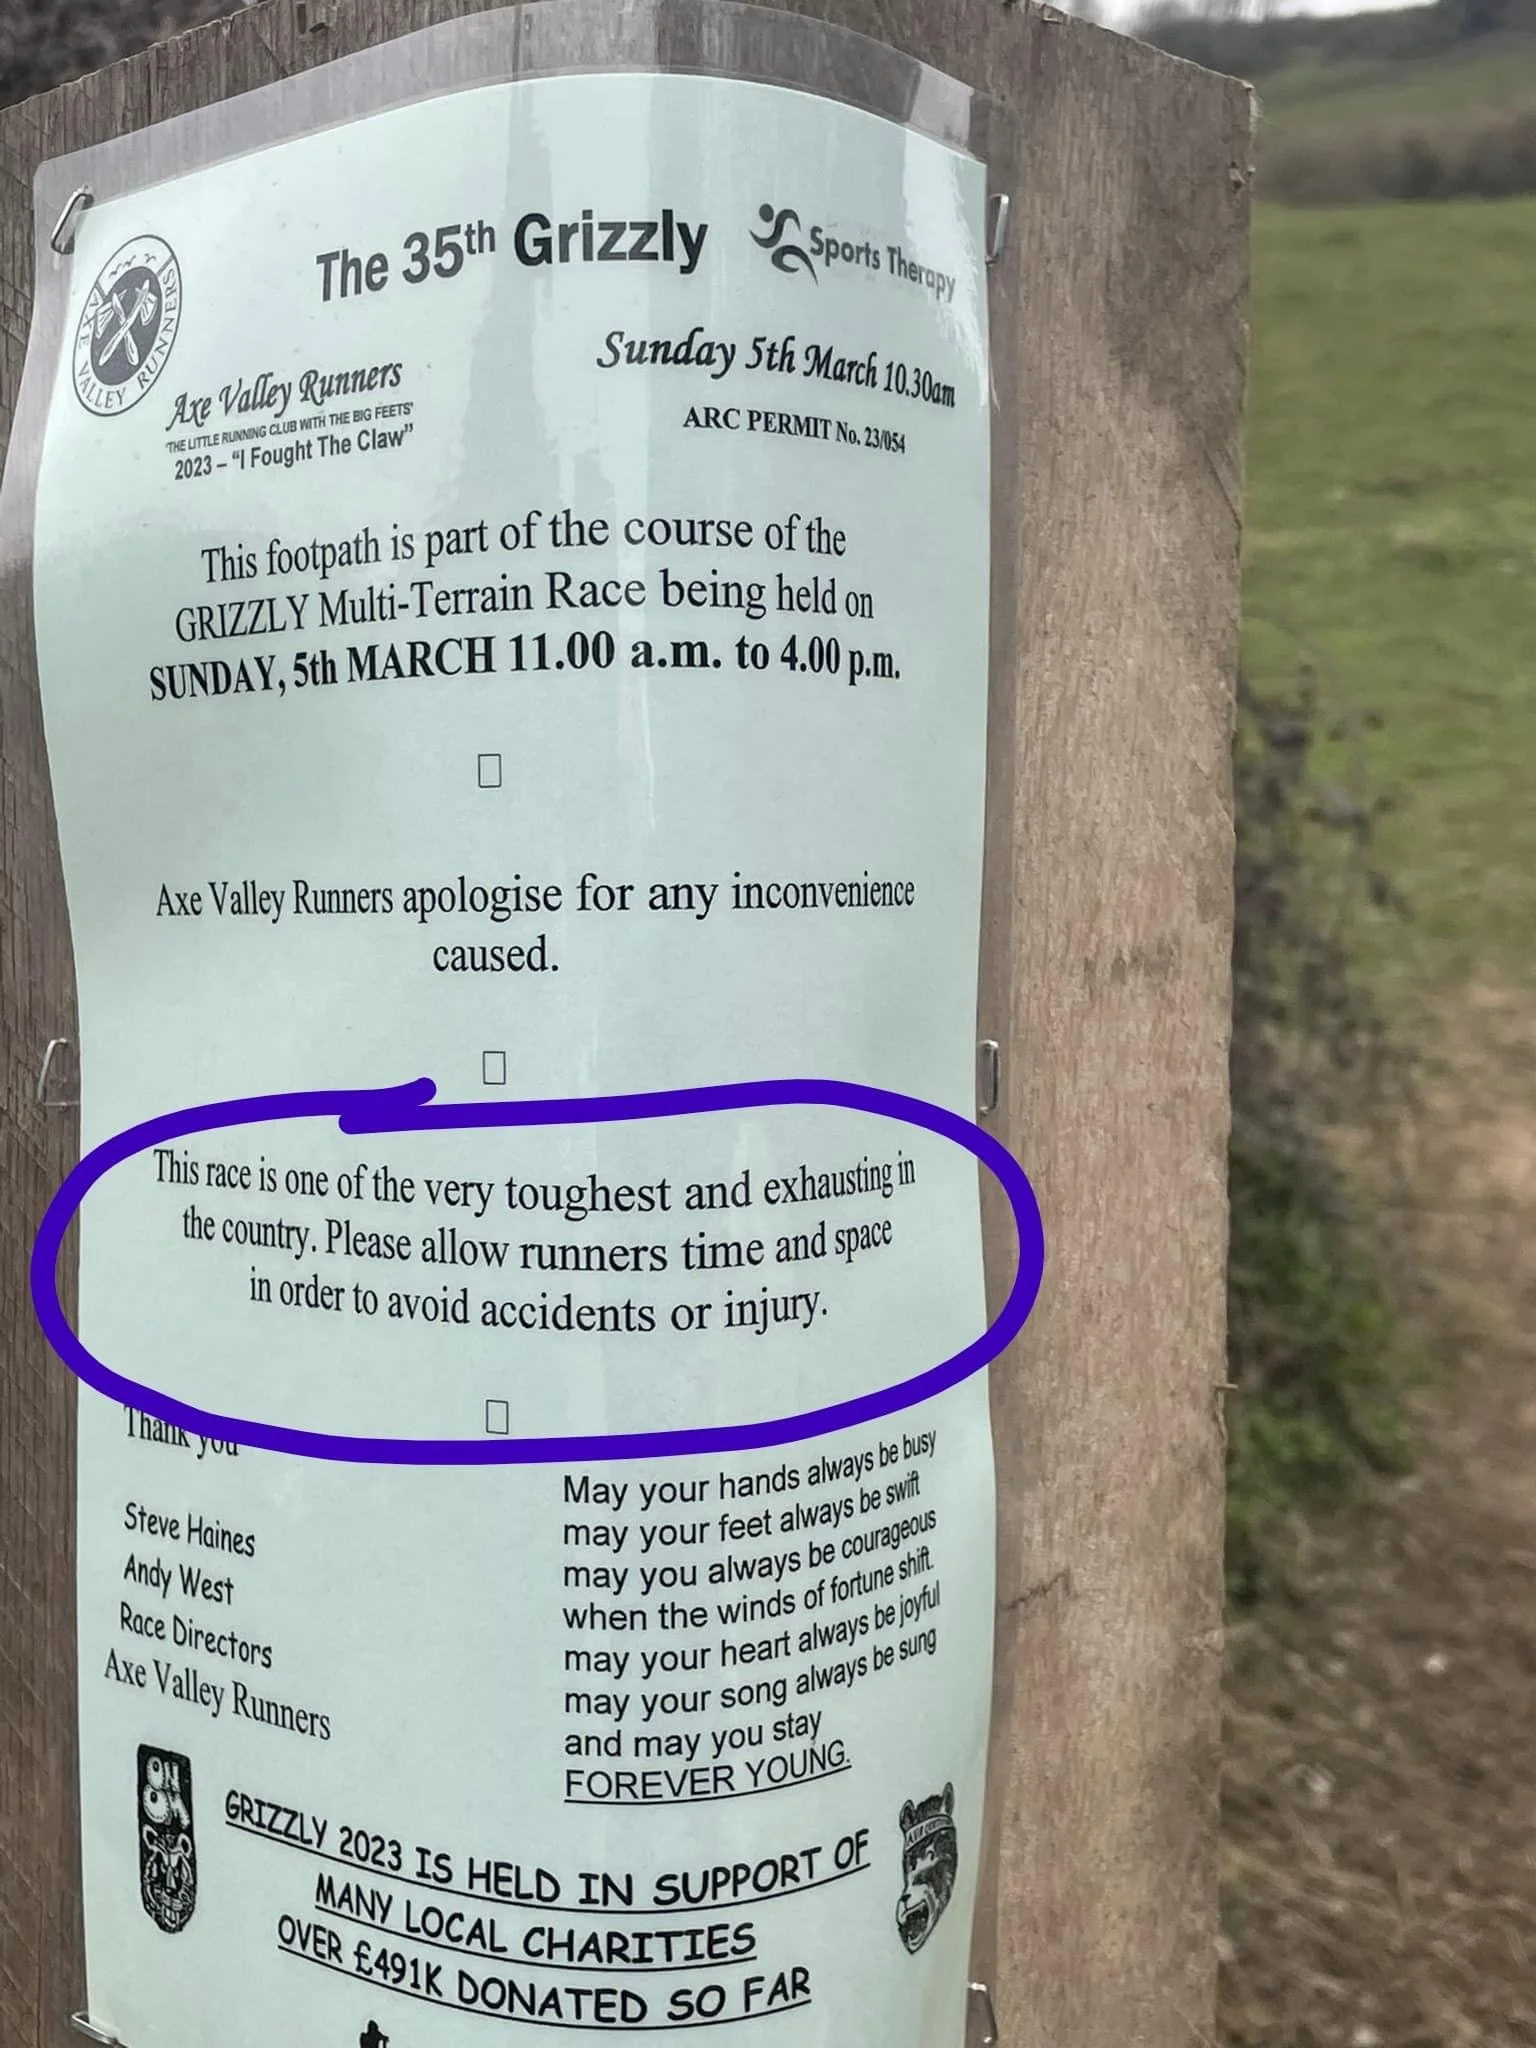 The 35th Grizzly
Sports Therapy
AXE VALLEY RUNNERS
Sunday 5th March 10.30am
ARC PERMIT No. 23/054
Axe Valley Runners
'THE LITTLE RUNNING CLUB WITH THE BIG FEETS'
2023 – "I Fought The Claw"
This footpath is part of the course of the
GRIZZLY Multi-Terrain Race being held on
SUNDAY, 5th MARCH 11.00 a.m. to 4.00 p.m.
Axe Valley Runners apologise for any inconvenience
caused.
This race is one of the very toughest and exhausting in
the country. Please allow runners time and space
in order to avoid accidents or injury.
Thank you
Steve Haines
Andy West
Race Directors
Axe Valley Runners
May your hands always be busy
may your feet always be swift
may you always be courageous
when the winds of fortune shift.
may your heart always be joyful
may your song always be sung
and may you stay
FOREVER YOUNG.
GRIZZLY 2023 IS HELD IN SUPPORT OF
MANY LOCAL CHARITIES
OVER £491K DONATED SO FAR